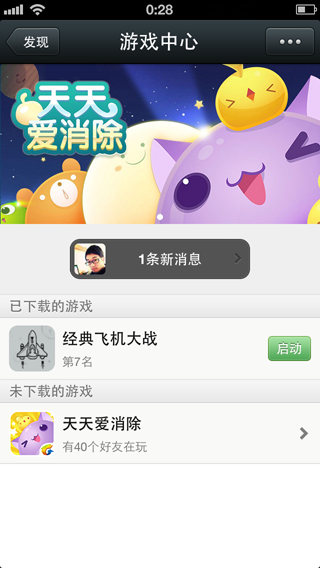 0:28
发现
游戏中心
天天
爱消除
1条新消息
已下载的游戏
经典飞机大战
第7名
启动
未下载的游戏
天天爱消除
有40个好友在玩